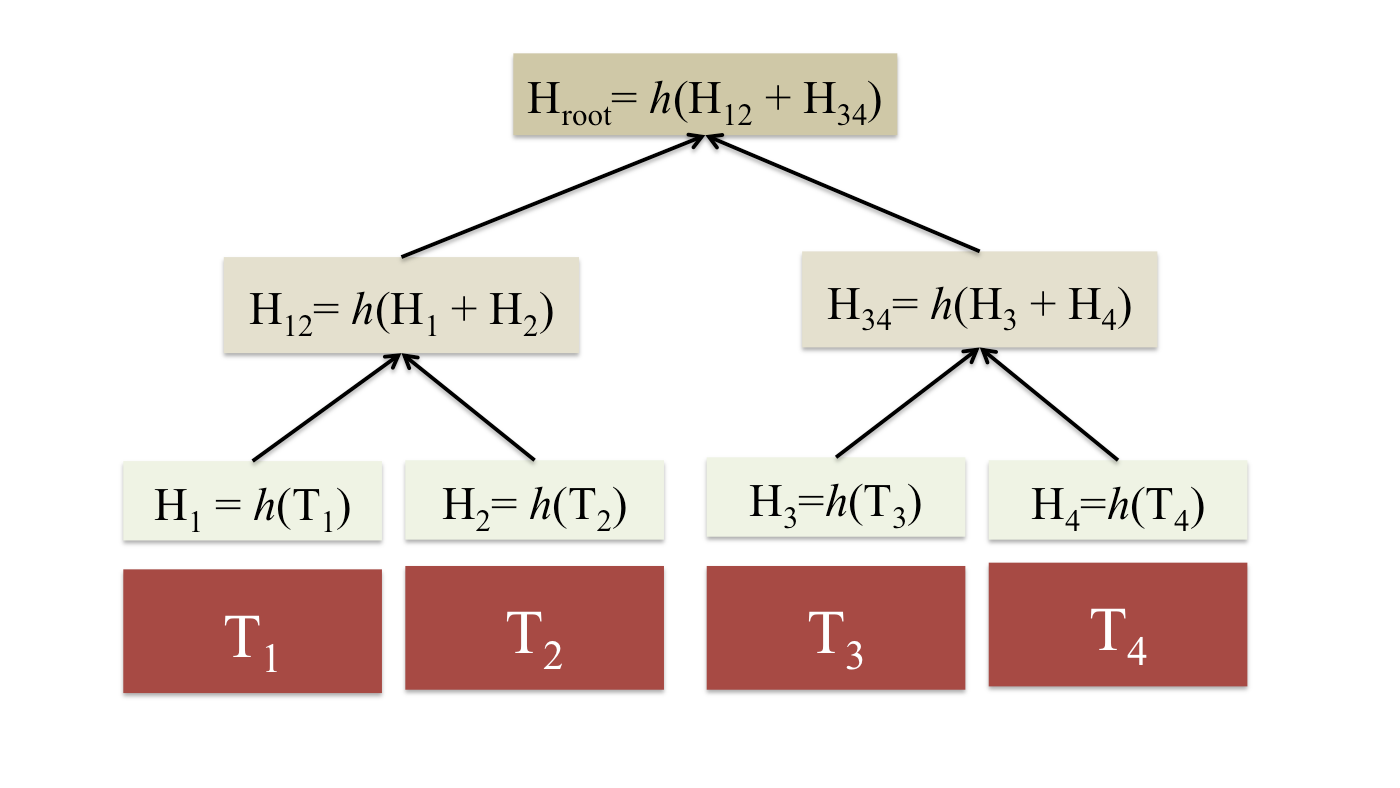 H₍root₎= h(H₁₂ + H₃₄)
H₁₂= h(H₁ + H₂)
H₃₄= h(H₃ + H₄)
H₁ = h(T₁)
H₂= h(T₂)
H₃=h(T₃)
H₄=h(T₄)
T₁
T₂
T₃
T₄